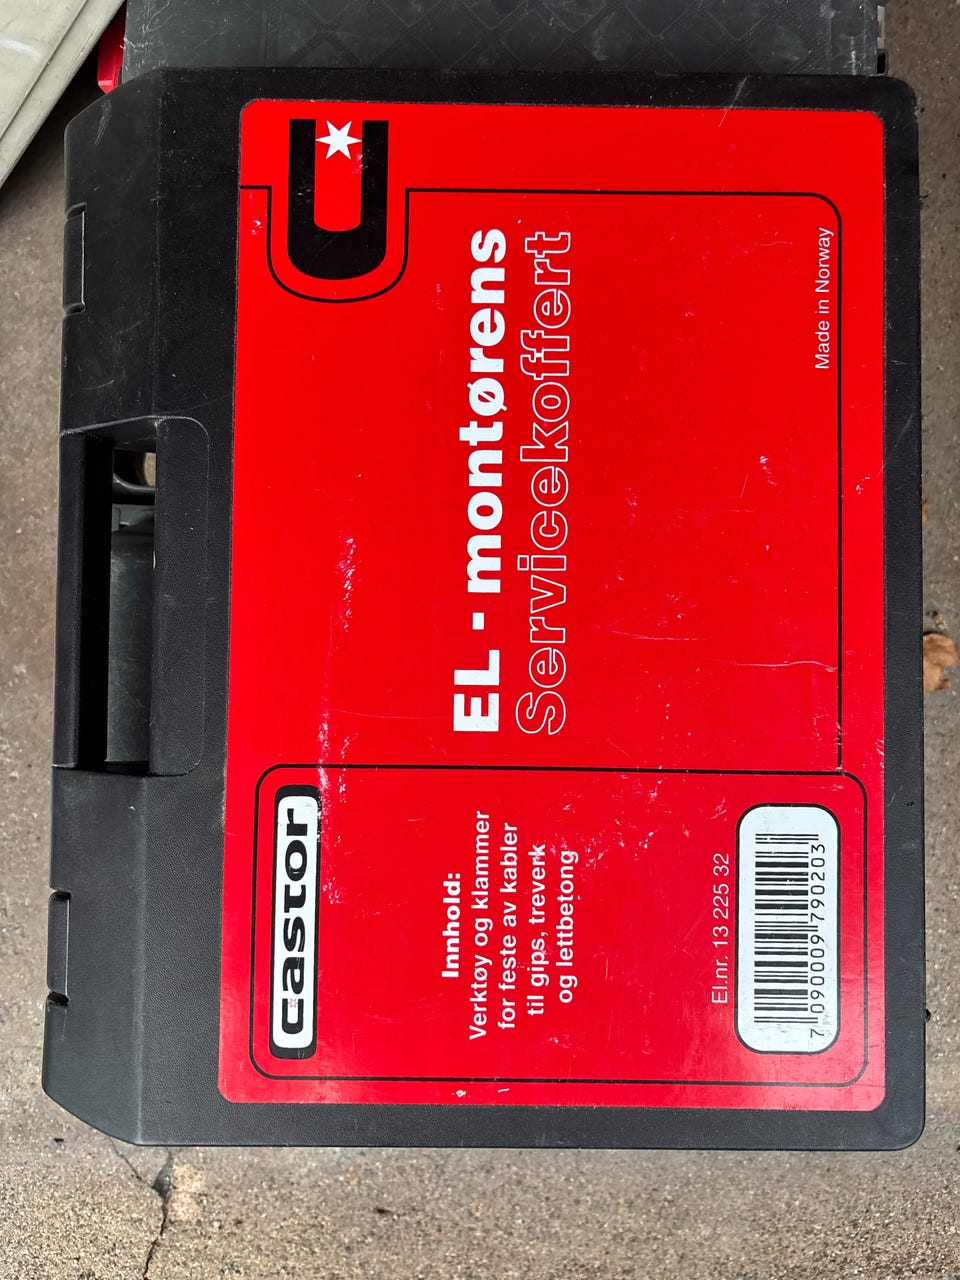 castor
EL - montørens
Servicekoffert
Innhold:
Verktøy og klammer
for feste av kabler
til gips, treverk
og lettbetong
El.nr. 13 225 32
7 090009 790203
Made in Norway